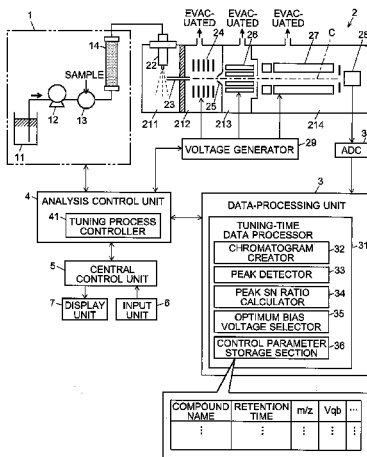 EVAC-
UATED
EVAC-
UATED
EVAC-
UATED
1
2
14
24
26
27
C
28
22
SAMPLE
23
25
12
13
11
211
212
213
214
VOLTAGE GENERATOR
29
ADC
3
4
ANALYSIS CONTROL UNIT
41
TUNING PROCESS
CONTROLLER
3
DATA-PROCESSING UNIT
TUNING-TIME
DATA PROCESSOR
31
CHROMATOGRAM
CREATOR
32
PEAK DETECTOR
33
PEAK SN RATIO
CALCULATOR
34
OPTIMUM BIAS
VOLTAGE SELECTOR
35
CONTROL PARAMETER
STORAGE SECTION
36
5
CENTRAL
CONTROL UNIT
7
DISPLAY
UNIT
INPUT
UNIT
6
COMPOUND
NAME
RETENTION
TIME
m/z
Vqb
...
⋮ ⋮ ⋮ ⋮